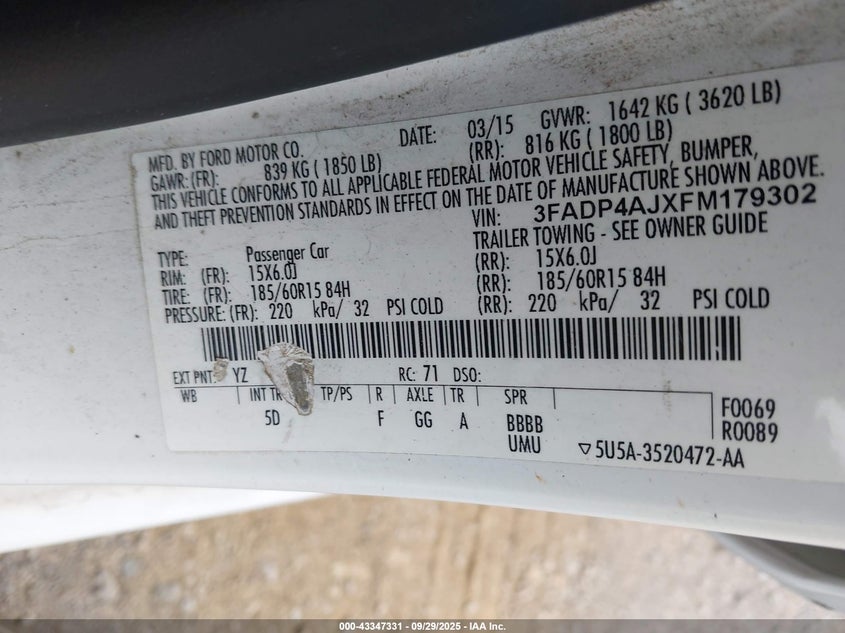 MFD. BY FORD MOTOR CO. DATE: 03/15 GVWR: 1642 KG ( 3620 LB)
GAWR: (FR): 839 KG ( 1850 LB) (RR): 816 KG ( 1800 LB)
THIS VEHICLE CONFORMS TO ALL APPLICABLE FEDERAL MOTOR VEHICLE SAFETY, BUMPER,
AND THEFT PREVENTION STANDARDS IN EFFECT ON THE DATE OF MANUFACTURE SHOWN ABOVE.
VIN: 3FADP4AJXFM179302
TRAILER TOWING - SEE OWNER GUIDE
TYPE: Passenger Car
RIM: (FR): 15X6.0J (RR): 15X6.0J
TIRE: (FR): 185/60R15 84H (RR): 185/60R15 84H
PRESSURE: (FR): 220 kPa/ 32 PSI COLD (RR): 220 kPa/ 32 PSI COLD
EXT PNT: YZ RC: 71 DSO:
WB INT TR TP/PS R AXLE TR SPR
5D F GG A BBBB
UMU
F0069
R0089
▽5U5A-3520472-AA
000-43347331 - 09/29/2025 - IAA Inc.